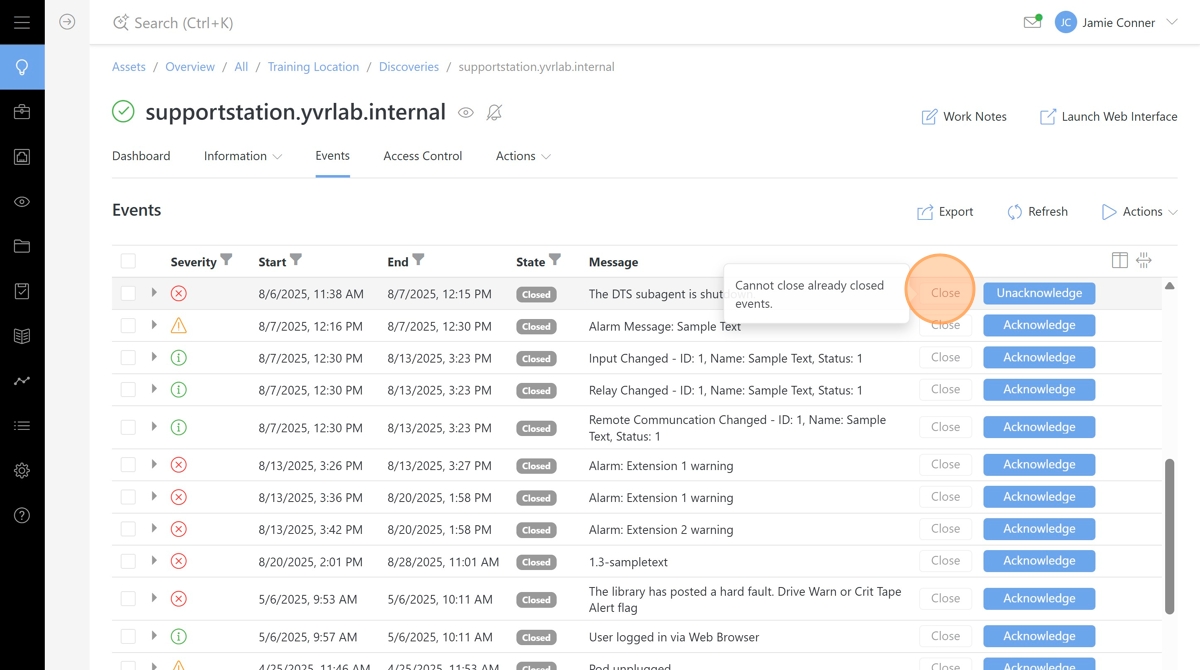 Search (Ctrl+K)
JC Jamie Conner
Assets / Overview / All / Training Location / Discoveries / supportstation.yvrlab.internal
supportstation.yvrlab.internal
Work Notes Launch Web Interface
Dashboard Information Events Access Control Actions
Events
Export Refresh Actions
Severity Start End State Message
8/6/2025, 11:38 AM 8/7/2025, 12:15 PM Closed The DTS subagent is shut Close Unacknowledge
Cannot close already closed
events.
8/7/2025, 12:16 PM 8/7/2025, 12:30 PM Closed Alarm Message: Sample Text Close Acknowledge
8/7/2025, 12:30 PM 8/13/2025, 3:23 PM Closed Input Changed - ID: 1, Name: Sample Text, Status: 1 Close Acknowledge
8/7/2025, 12:30 PM 8/13/2025, 3:23 PM Closed Relay Changed - ID: 1, Name: Sample Text, Status: 1 Close Acknowledge
8/7/2025, 12:30 PM 8/13/2025, 3:23 PM Closed Remote Communcation Changed - ID: 1, Name: Sample Close Acknowledge
Text, Status: 1
8/13/2025, 3:26 PM 8/13/2025, 3:27 PM Closed Alarm: Extension 1 warning Close Acknowledge
8/13/2025, 3:36 PM 8/20/2025, 1:58 PM Closed Alarm: Extension 1 warning Close Acknowledge
8/13/2025, 3:42 PM 8/20/2025, 1:58 PM Closed Alarm: Extension 2 warning Close Acknowledge
8/20/2025, 2:01 PM 8/28/2025, 11:01 AM Closed 1.3-sampletext Close Acknowledge
5/6/2025, 9:53 AM 5/6/2025, 10:11 AM Closed The library has posted a hard fault. Drive Warn or Crit Tape Close Acknowledge
Alert flag
5/6/2025, 9:57 AM 5/6/2025, 10:11 AM Closed User logged in via Web Browser Close Acknowledge
4/25/2025, 11:46 AM 4/25/2025, 11:53 AM Closed Pod unplugged Close Acknowledge